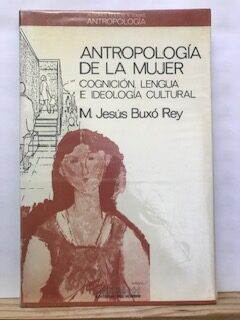 ANTROPOLOGÍA
ANTROPOLOGÍA
DE LA MUJER
COGNICIÓN, LENGUA
E IDEOLOGÍA CULTURAL
M. Jesús Buxó Rey